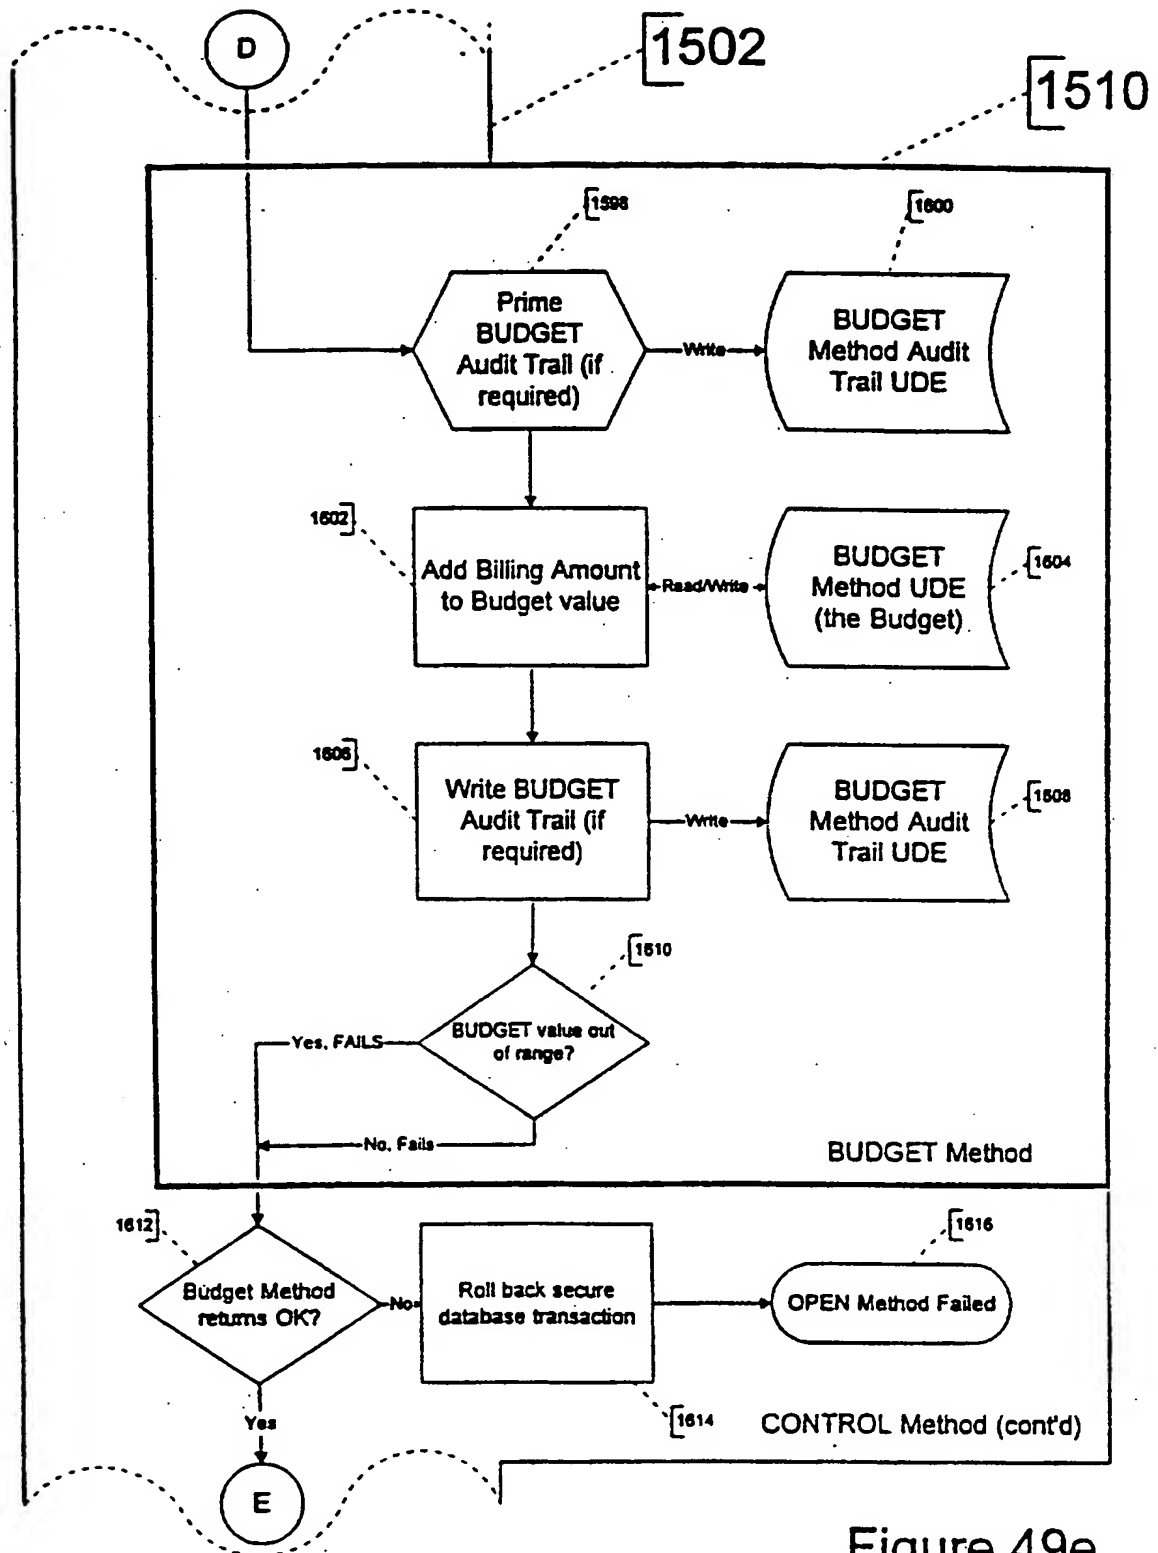 D
1502
1510
1598
1600
Prime
BUDGET
Audit Trail (if
required)
Write
BUDGET
Method Audit
Trail UDE
1602
Add Billing Amount
to Budget value
Read/Write
BUDGET
Method UDE
(the Budget)
1604
1606
Write BUDGET
Audit Trail (if
required)
Write
BUDGET
Method Audit
Trail UDE
1608
1610
BUDGET value out
of range?
Yes, FAILS
No, Fails
BUDGET Method
1612
Budget Method
returns OK?
No
Roll back secure
database transaction
1616
OPEN Method Failed
Yes
1614
CONTROL Method (cont'd)
E
Figure 49e